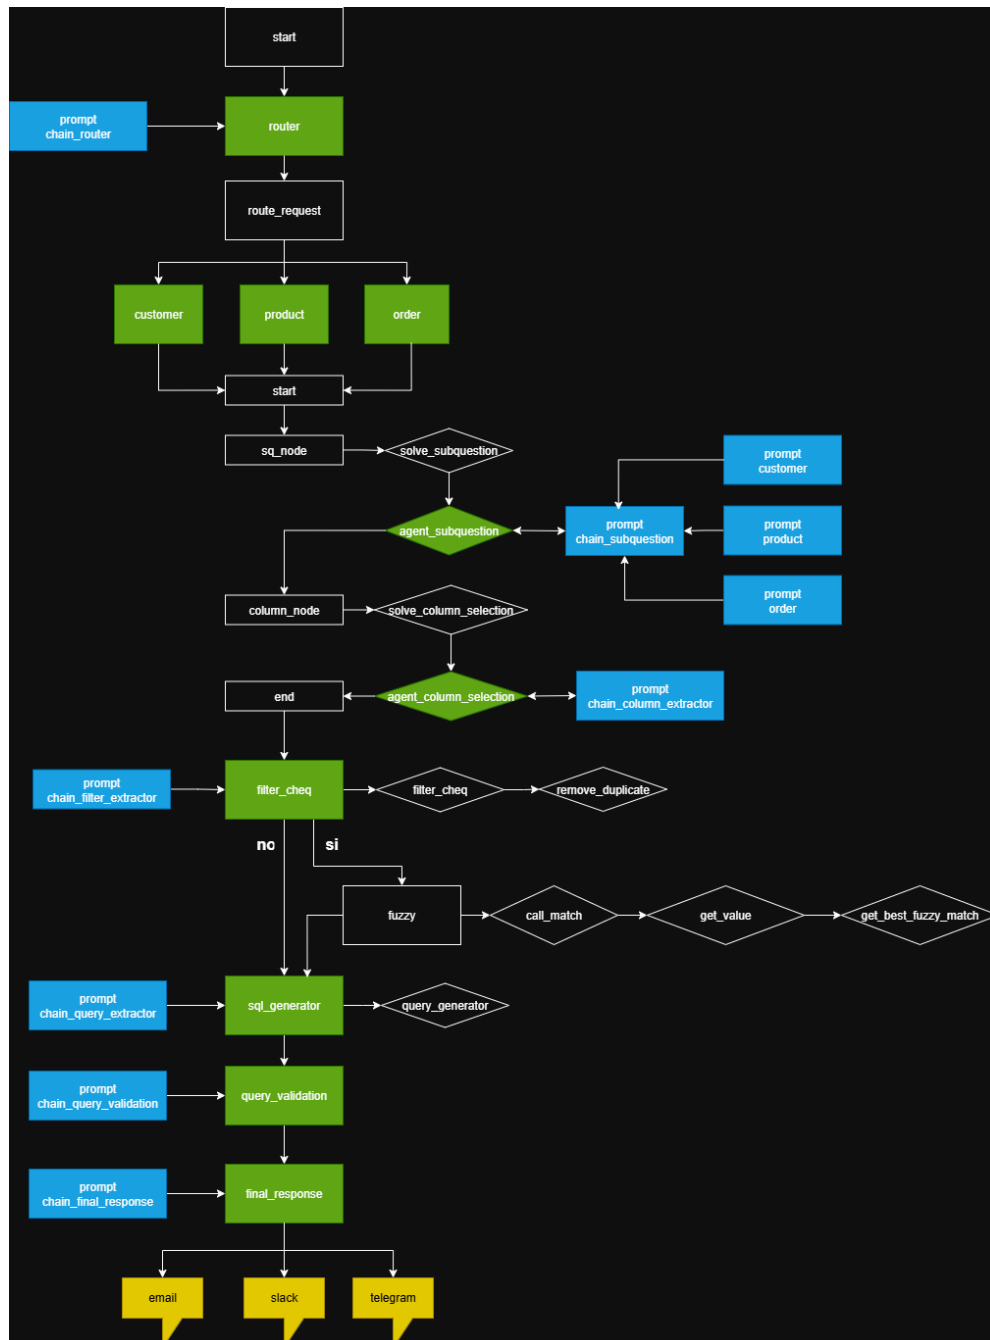 start
prompt
chain_router
router
route_request
customer
product
order
start
sq_node
solve_subquestion
prompt
customer
agent_subquestion
prompt
chain_subquestion
prompt
product
prompt
order
column_node
solve_column_selection
end
agent_column_selection
prompt
chain_column_extractor
prompt
chain_filter_extractor
filter_cheq
filter_cheq
remove_duplicate
no
si
fuzzy
call_match
get_value
get_best_fuzzy_match
prompt
chain_query_extractor
sql_generator
query_generator
prompt
chain_query_validation
query_validation
prompt
chain_final_response
final_response
email
slack
telegram